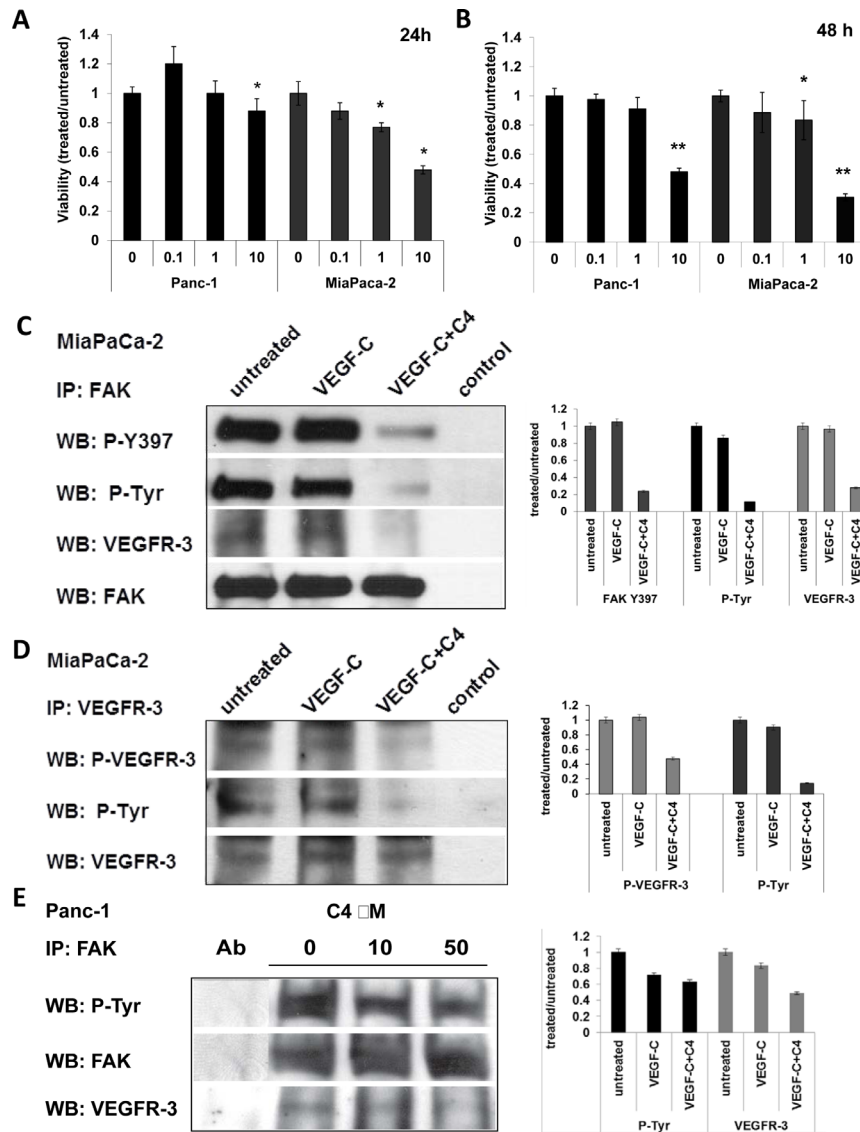 A
24h
Viability (treated/untreated)
1.4
1.2
1
0.8
0.6
0.4
0.2
0
*
*
*
0 0.1 1 10 0 0.1 1 10
Panc-1 MiaPaca-2
B
48 h
Viability (treated/untreated)
1.4
1.2
1
0.8
0.6
0.4
0.2
0
**
*
**
0 0.1 1 10 0 0.1 1 10
Panc-1 MiaPaca-2
C
MiaPaCa-2
untreated VEGF-C VEGF-C+C4 control
IP: FAK
WB: P-Y397
WB: P-Tyr
WB: VEGFR-3
WB: FAK
treated/untreated
1.2
1
0.8
0.6
0.4
0.2
0
untreated VEGF-C VEGF-C+C4 untreated VEGF-C VEGF-C+C4 untreated VEGF-C VEGF-C+C4
FAK Y397 P-Tyr VEGFR-3
D
MiaPaCa-2
untreated VEGF-C VEGF-C+C4 control
IP: VEGFR-3
WB: P-VEGFR-3
WB: P-Tyr
WB: VEGFR-3
treated/untreated
1.2
1
0.8
0.6
0.4
0.2
0
untreated VEGF-C VEGF-C+C4 untreated VEGF-C VEGF-C+C4
P-VEGFR-3 P-Tyr
E
Panc-1 C4 □M
IP: FAK Ab 0 10 50
WB: P-Tyr
WB: FAK
WB: VEGFR-3
treated/untreated
1.2
1
0.8
0.6
0.4
0.2
0
untreated VEGF-C VEGF-C+C4 untreated VEGF-C VEGF-C+C4
P-Tyr VEGFR-3